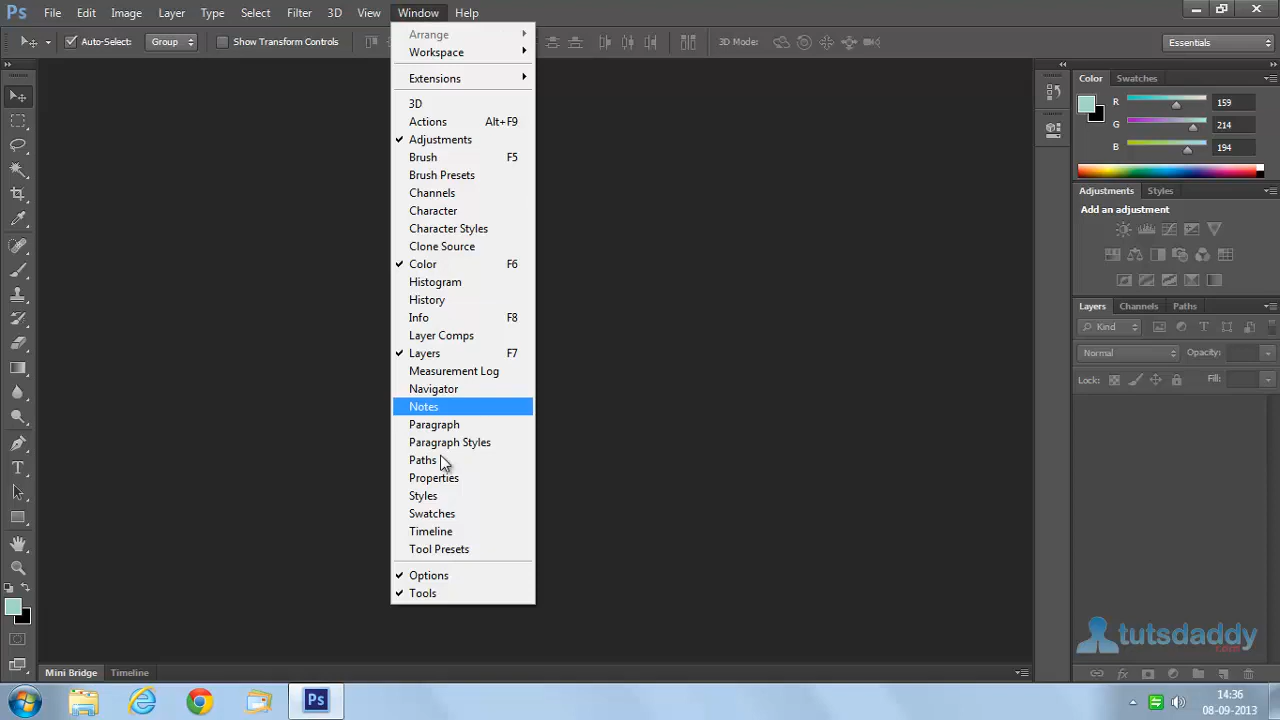 Ps File Edit Image Layer Type Select Filter 3D View Window Help
Auto-Select: Group Show Transform Controls 3D Mode: Essentials
Arrange
Workspace
Extensions
3D
Actions Alt+F9
Adjustments
Brush F5
Brush Presets
Channels
Character
Character Styles
Clone Source
Color F6
Histogram
History
Info F8
Layer Comps
Layers F7
Measurement Log
Navigator
Notes
Paragraph
Paragraph Styles
Paths
Properties
Styles
Swatches
Timeline
Tool Presets
Options
Tools
Color Swatches
R 159
G 214
B 194
Adjustments Styles
Add an adjustment
Layers Channels Paths
Kind
Normal Opacity:
Lock: Fill:
tutsdaddy
.com
Mini Bridge Timeline
Ps
14:36
08-09-2013